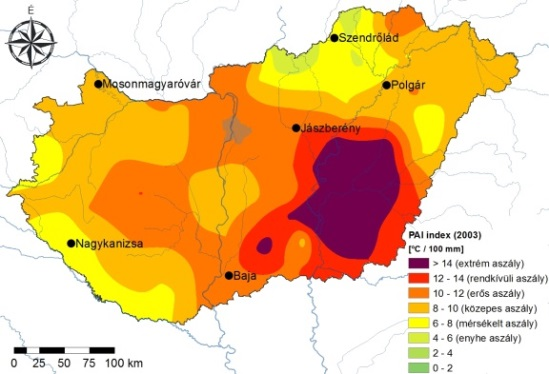 É
Szendrőlád
Mosonmagyaróvár
Polgár
Jászberény
Nagykanizsa
Baja
PAI index (2003)
[°C / 100 mm]
> 14 (extrém aszály)
12 - 14 (rendkívüli aszály)
10 - 12 (erős aszály)
8 - 10 (közepes aszály)
6 - 8 (mérsékelt aszály)
4 - 6 (enyhe aszály)
2 - 4
0 - 2
0 25 50 75 100 km